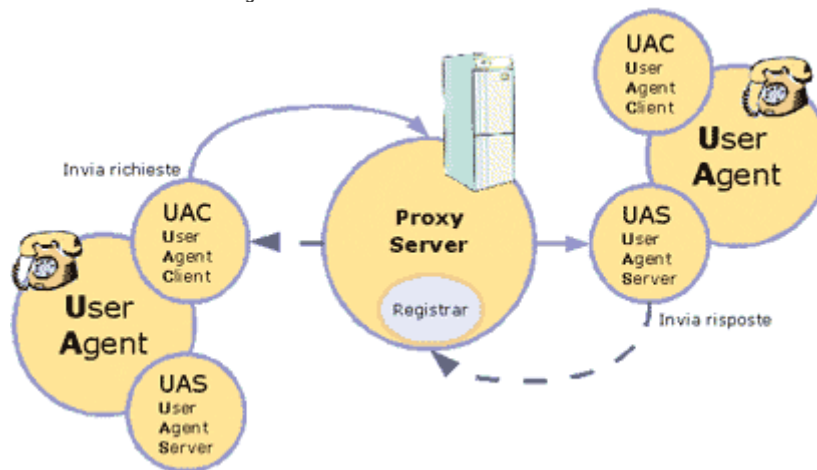 Invia richieste
UAC
User
Agent
Client
User
Agent
UAS
User
Agent
Server
Proxy
Server
Registrar
UAC
User
Agent
Client
User
Agent
UAS
User
Agent
Server
Invia risposte